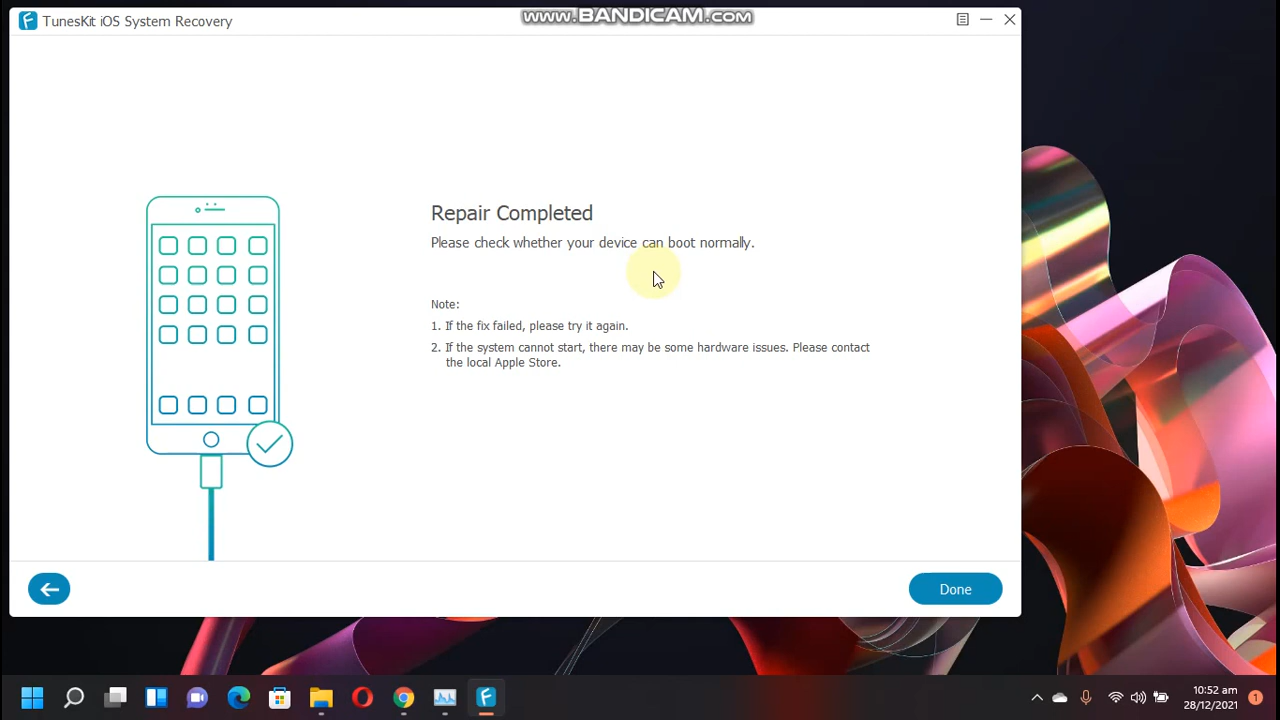 TunesKit iOS System Recovery
www.BANDICAM.com
Repair Completed
Please check whether your device can boot normally.
Note:
1. If the fix failed, please try it again.
2. If the system cannot start, there may be some hardware issues. Please contact
the local Apple Store.
Done
10:52 am
28/12/2021
1